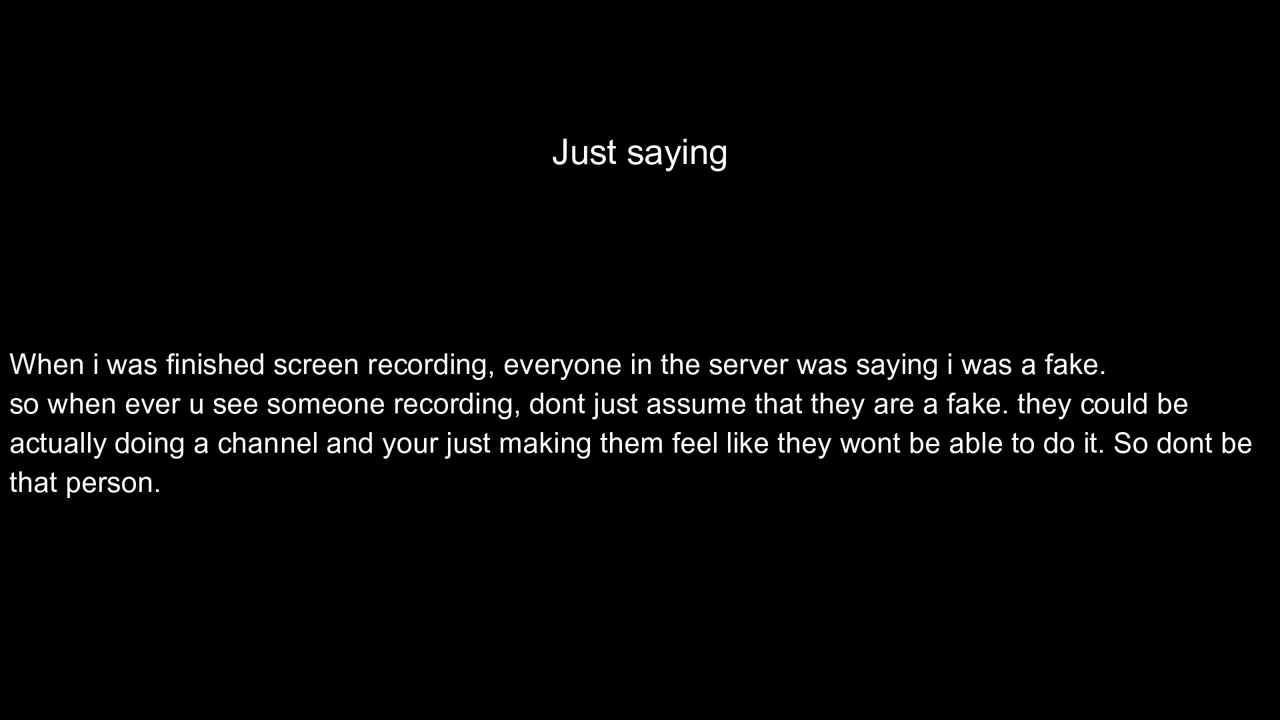 Just saying
When i was finished screen recording, everyone in the server was saying i was a fake.
so when ever u see someone recording, dont just assume that they are a fake. they could be
actually doing a channel and your just making them feel like they wont be able to do it. So dont be
that person.